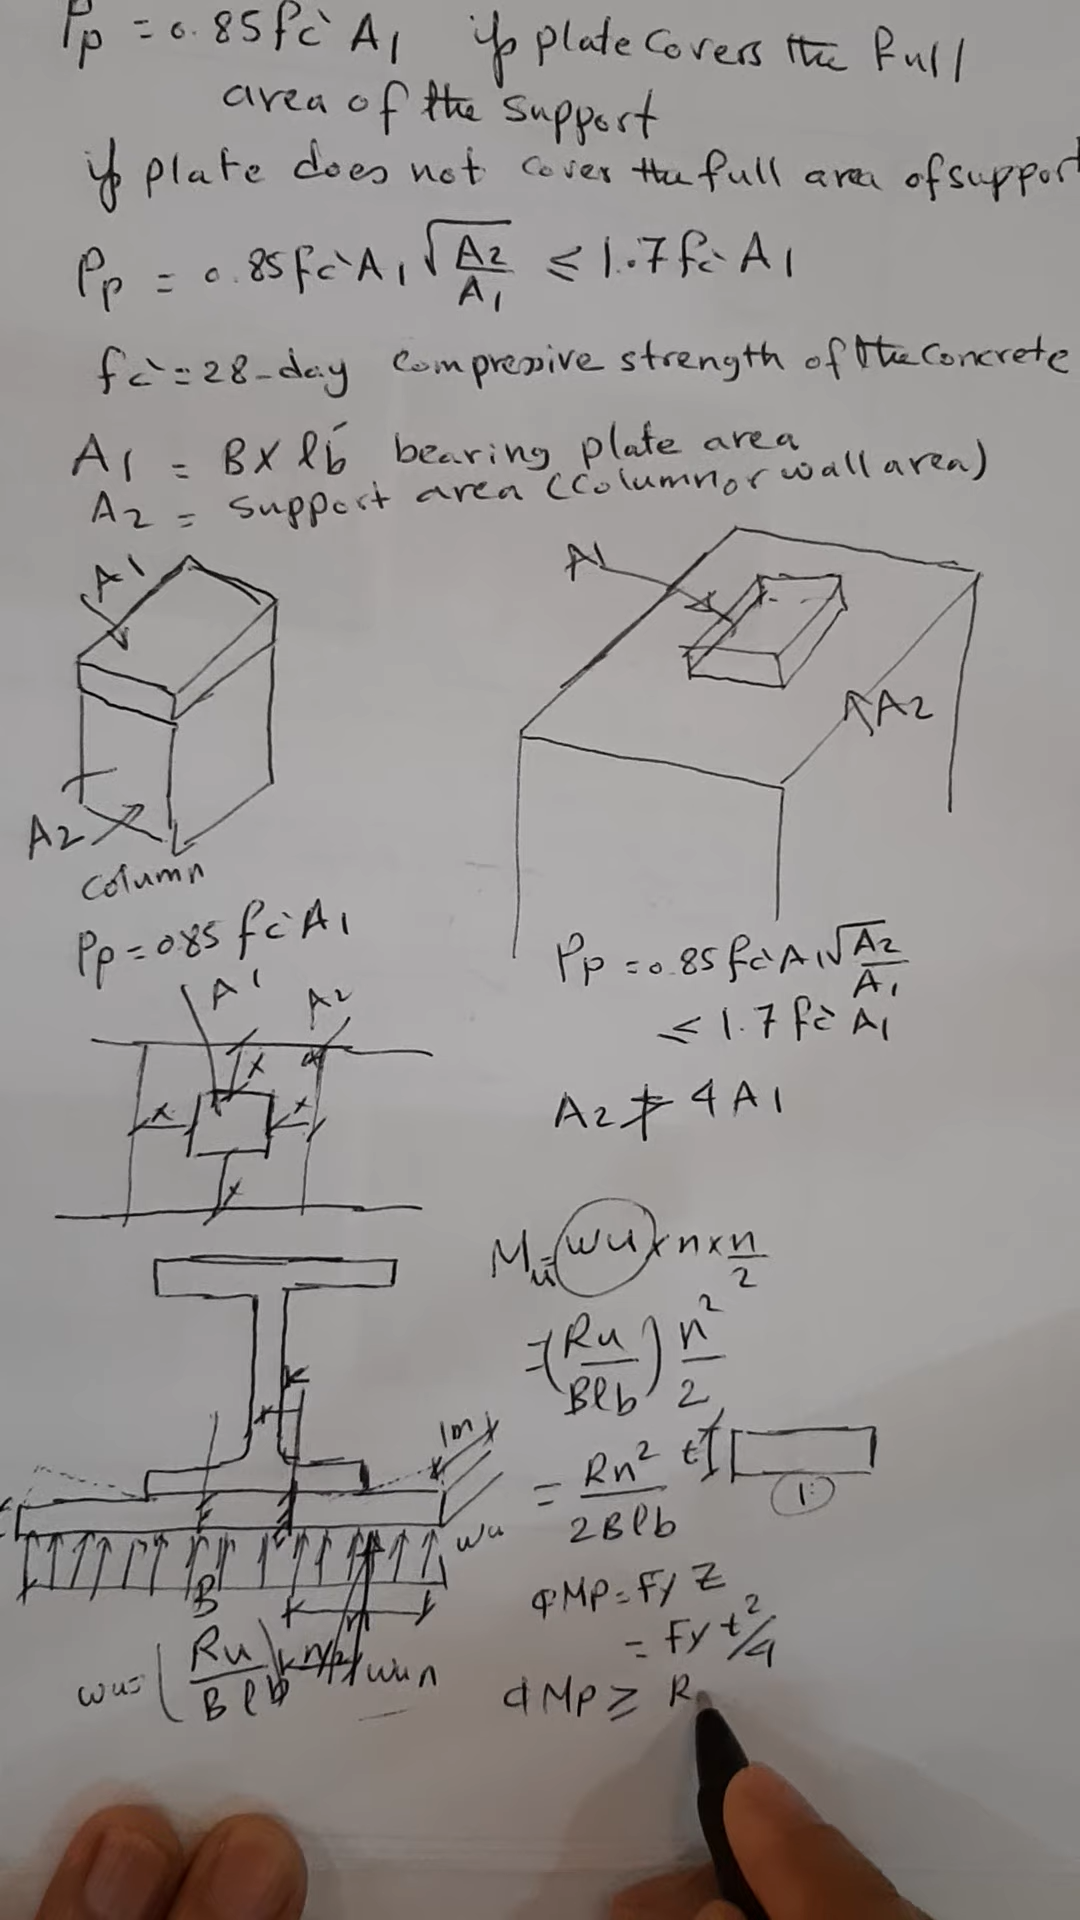 Pp = 0.85 fc' A1 if plate covers the full
area of the support
if plate does not cover the full area of support
Pp = 0.85 fc' A1 √(A2/A1) ≤ 1.7 fc' A1
fc' = 28-day compressive strength of the concrete
A1 = B x lb bearing plate area
A2 = support area (column or wall area)
A1
A2
column
Pp = 0.85 fc' A1
A1
A2
Pp = 0.85 fc' A1 √(A2/A1)
≤ 1.7 fc' A1
A2 ≯ 4 A1
A1
A2
x
x
x
x
Mu = wu x n x n/2
= (Ru/Blb) n²/2
= Rn²/2Blb
t
1
1m
wu
B
n
wu = (Ru/Blb)
n/2
wu n
φMp = Fy Z
= Fy t²/4
φMp ≥ R